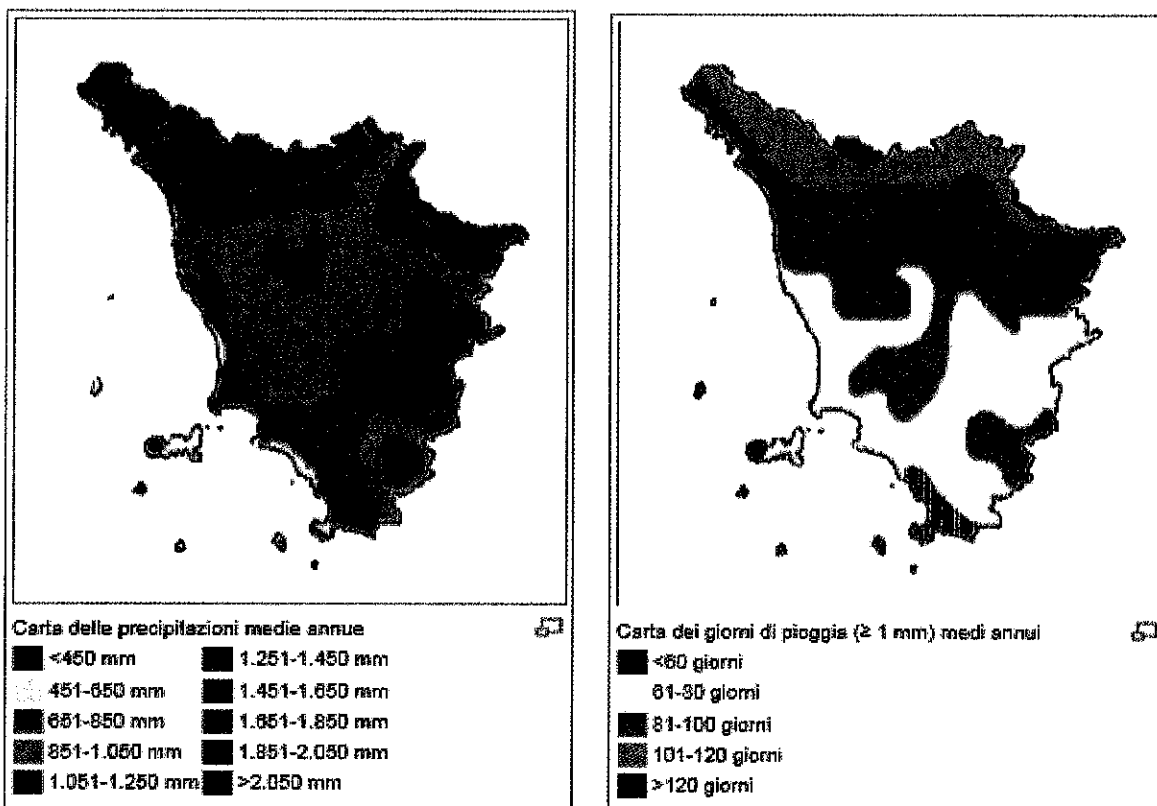 Carta delle precipitazioni medie annue
<450 mm
451-650 mm
651-850 mm
851-1.050 mm
1.051-1.250 mm
1.251-1.450 mm
1.451-1.650 mm
1.651-1.850 mm
1.851-2.050 mm
>2.050 mm
Carta dei giorni di pioggia (≥ 1 mm) medi annui
<60 giorni
61-80 giorni
81-100 giorni
101-120 giorni
>120 giorni